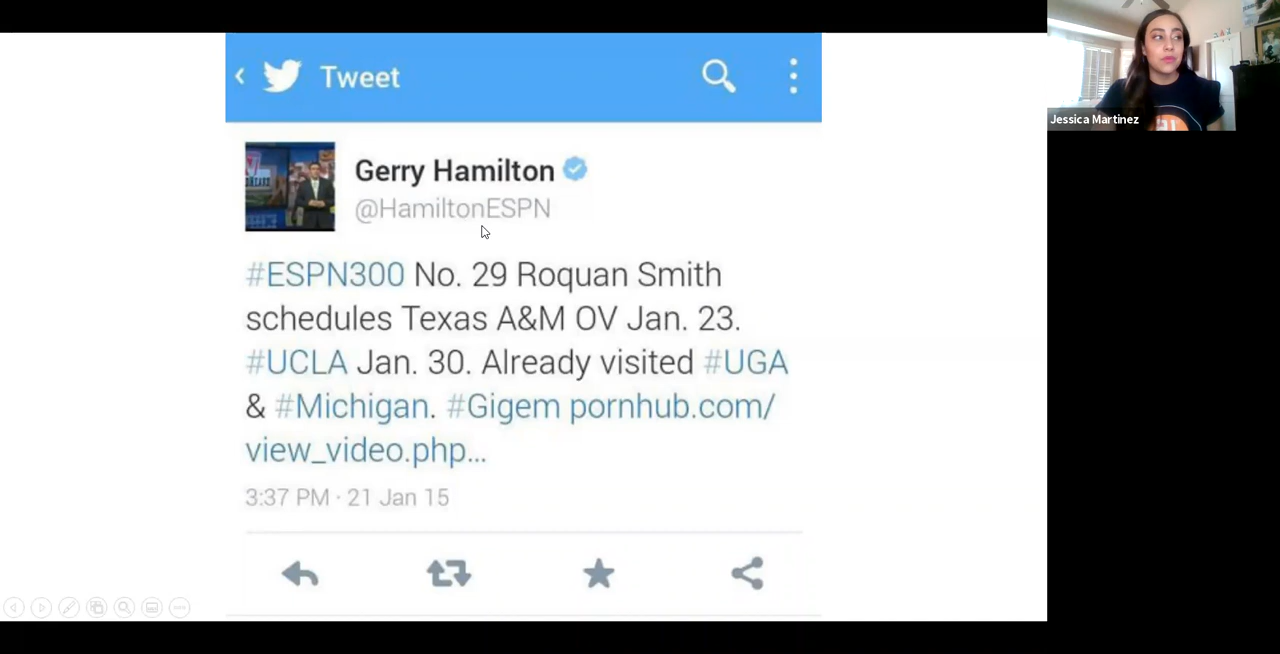 Tweet
Gerry Hamilton
@HamiltonESPN
#ESPN300 No. 29 Roquan Smith
schedules Texas A&M OV Jan. 23.
#UCLA Jan. 30. Already visited #UGA
& #Michigan. #Gigem pornhub.com/
view_video.php...
3:37 PM · 21 Jan 15
Jessica Martinez